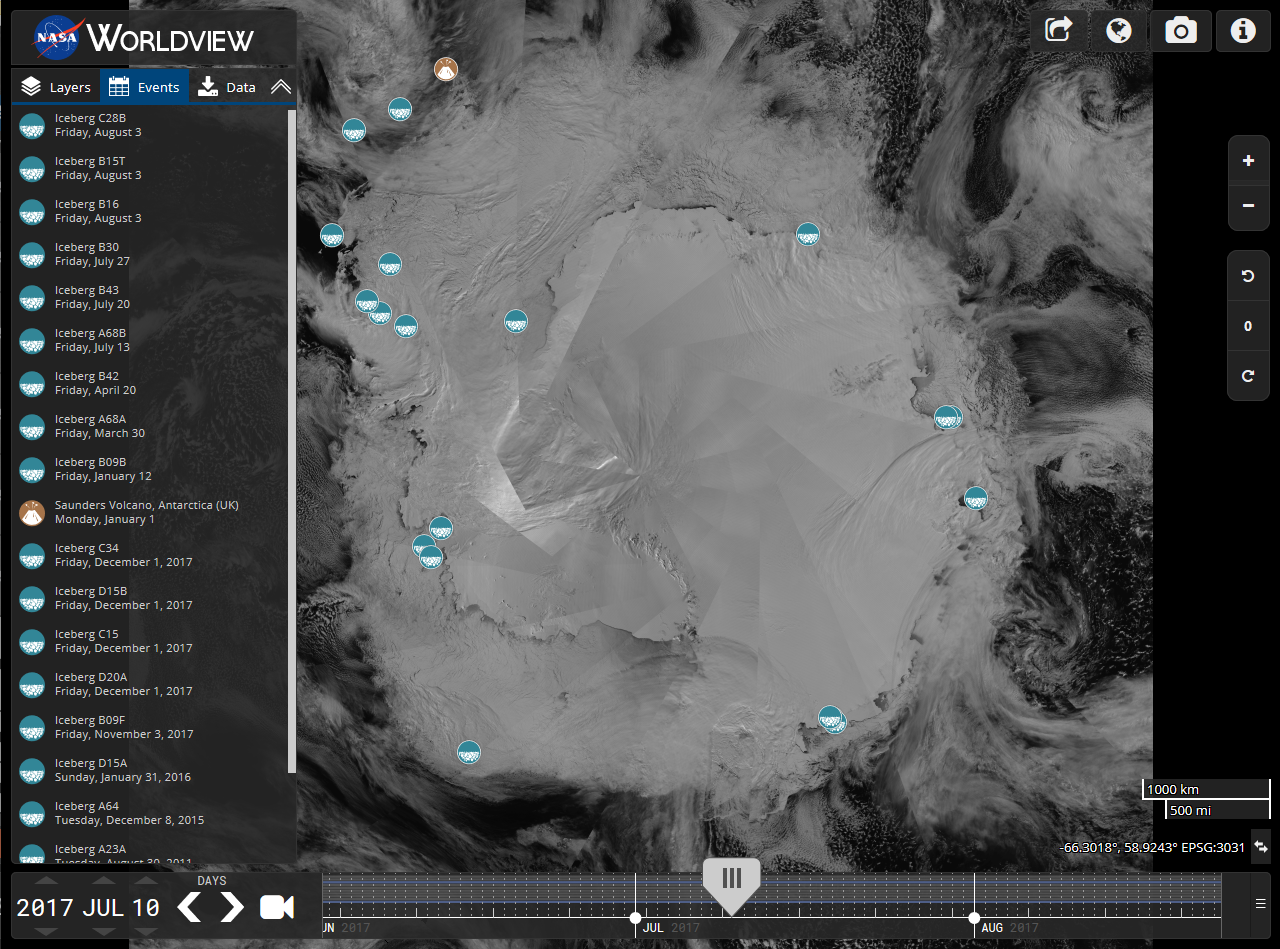 NASA WORLDVIEW
Layers Events Data
Iceberg C28B
Friday, August 3
Iceberg B15T
Friday, August 3
Iceberg B16
Friday, August 3
Iceberg B30
Friday, July 27
Iceberg B43
Friday, July 20
Iceberg A68B
Friday, July 13
Iceberg B42
Friday, April 20
Iceberg A68A
Friday, March 30
Iceberg B09B
Friday, January 12
Saunders Volcano, Antarctica (UK)
Monday, January 1
Iceberg C34
Friday, December 1, 2017
Iceberg D15B
Friday, December 1, 2017
Iceberg C15
Friday, December 1, 2017
Iceberg D20A
Friday, December 1, 2017
Iceberg B09F
Friday, November 3, 2017
Iceberg D15A
Sunday, January 31, 2016
Iceberg A64
Tuesday, December 8, 2015
Iceberg A23A
Tuesday, August 30, 2011
+
−
0
1000 km
500 mi
-66.3018°, 58.9243° EPSG:3031
DAYS
2017 JUL 10
UN 2017
JUL 2017
AUG 2017